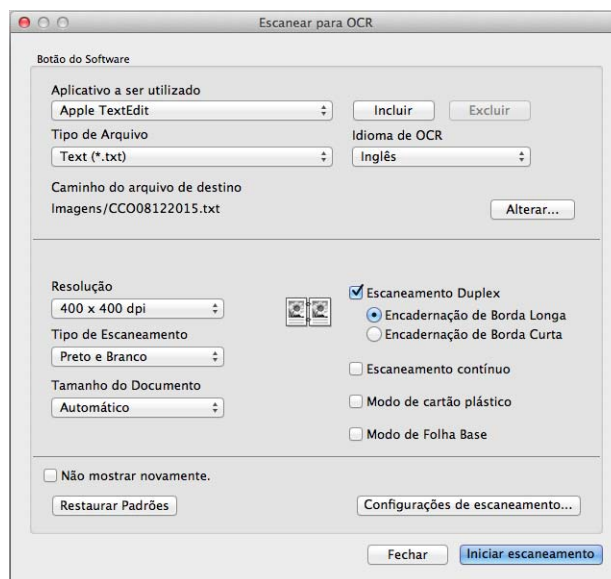 Escanear para OCR
Botão do Software
Aplicativo a ser utilizado
Apple TextEdit
Incluir
Excluir
Tipo de Arquivo
Idioma de OCR
Text (*.txt)
Inglês
Caminho do arquivo de destino
Imagens/CCO08122015.txt
Alterar...
Resolução
400 x 400 dpi
Tipo de Escaneamento
Preto e Branco
Tamanho do Documento
Automático
Escaneamento Duplex
Encadernação de Borda Longa
Encadernação de Borda Curta
Escaneamento contínuo
Modo de cartão plástico
Modo de Folha Base
Não mostrar novamente.
Restaurar Padrões
Configurações de escaneamento...
Fechar
Iniciar escaneamento